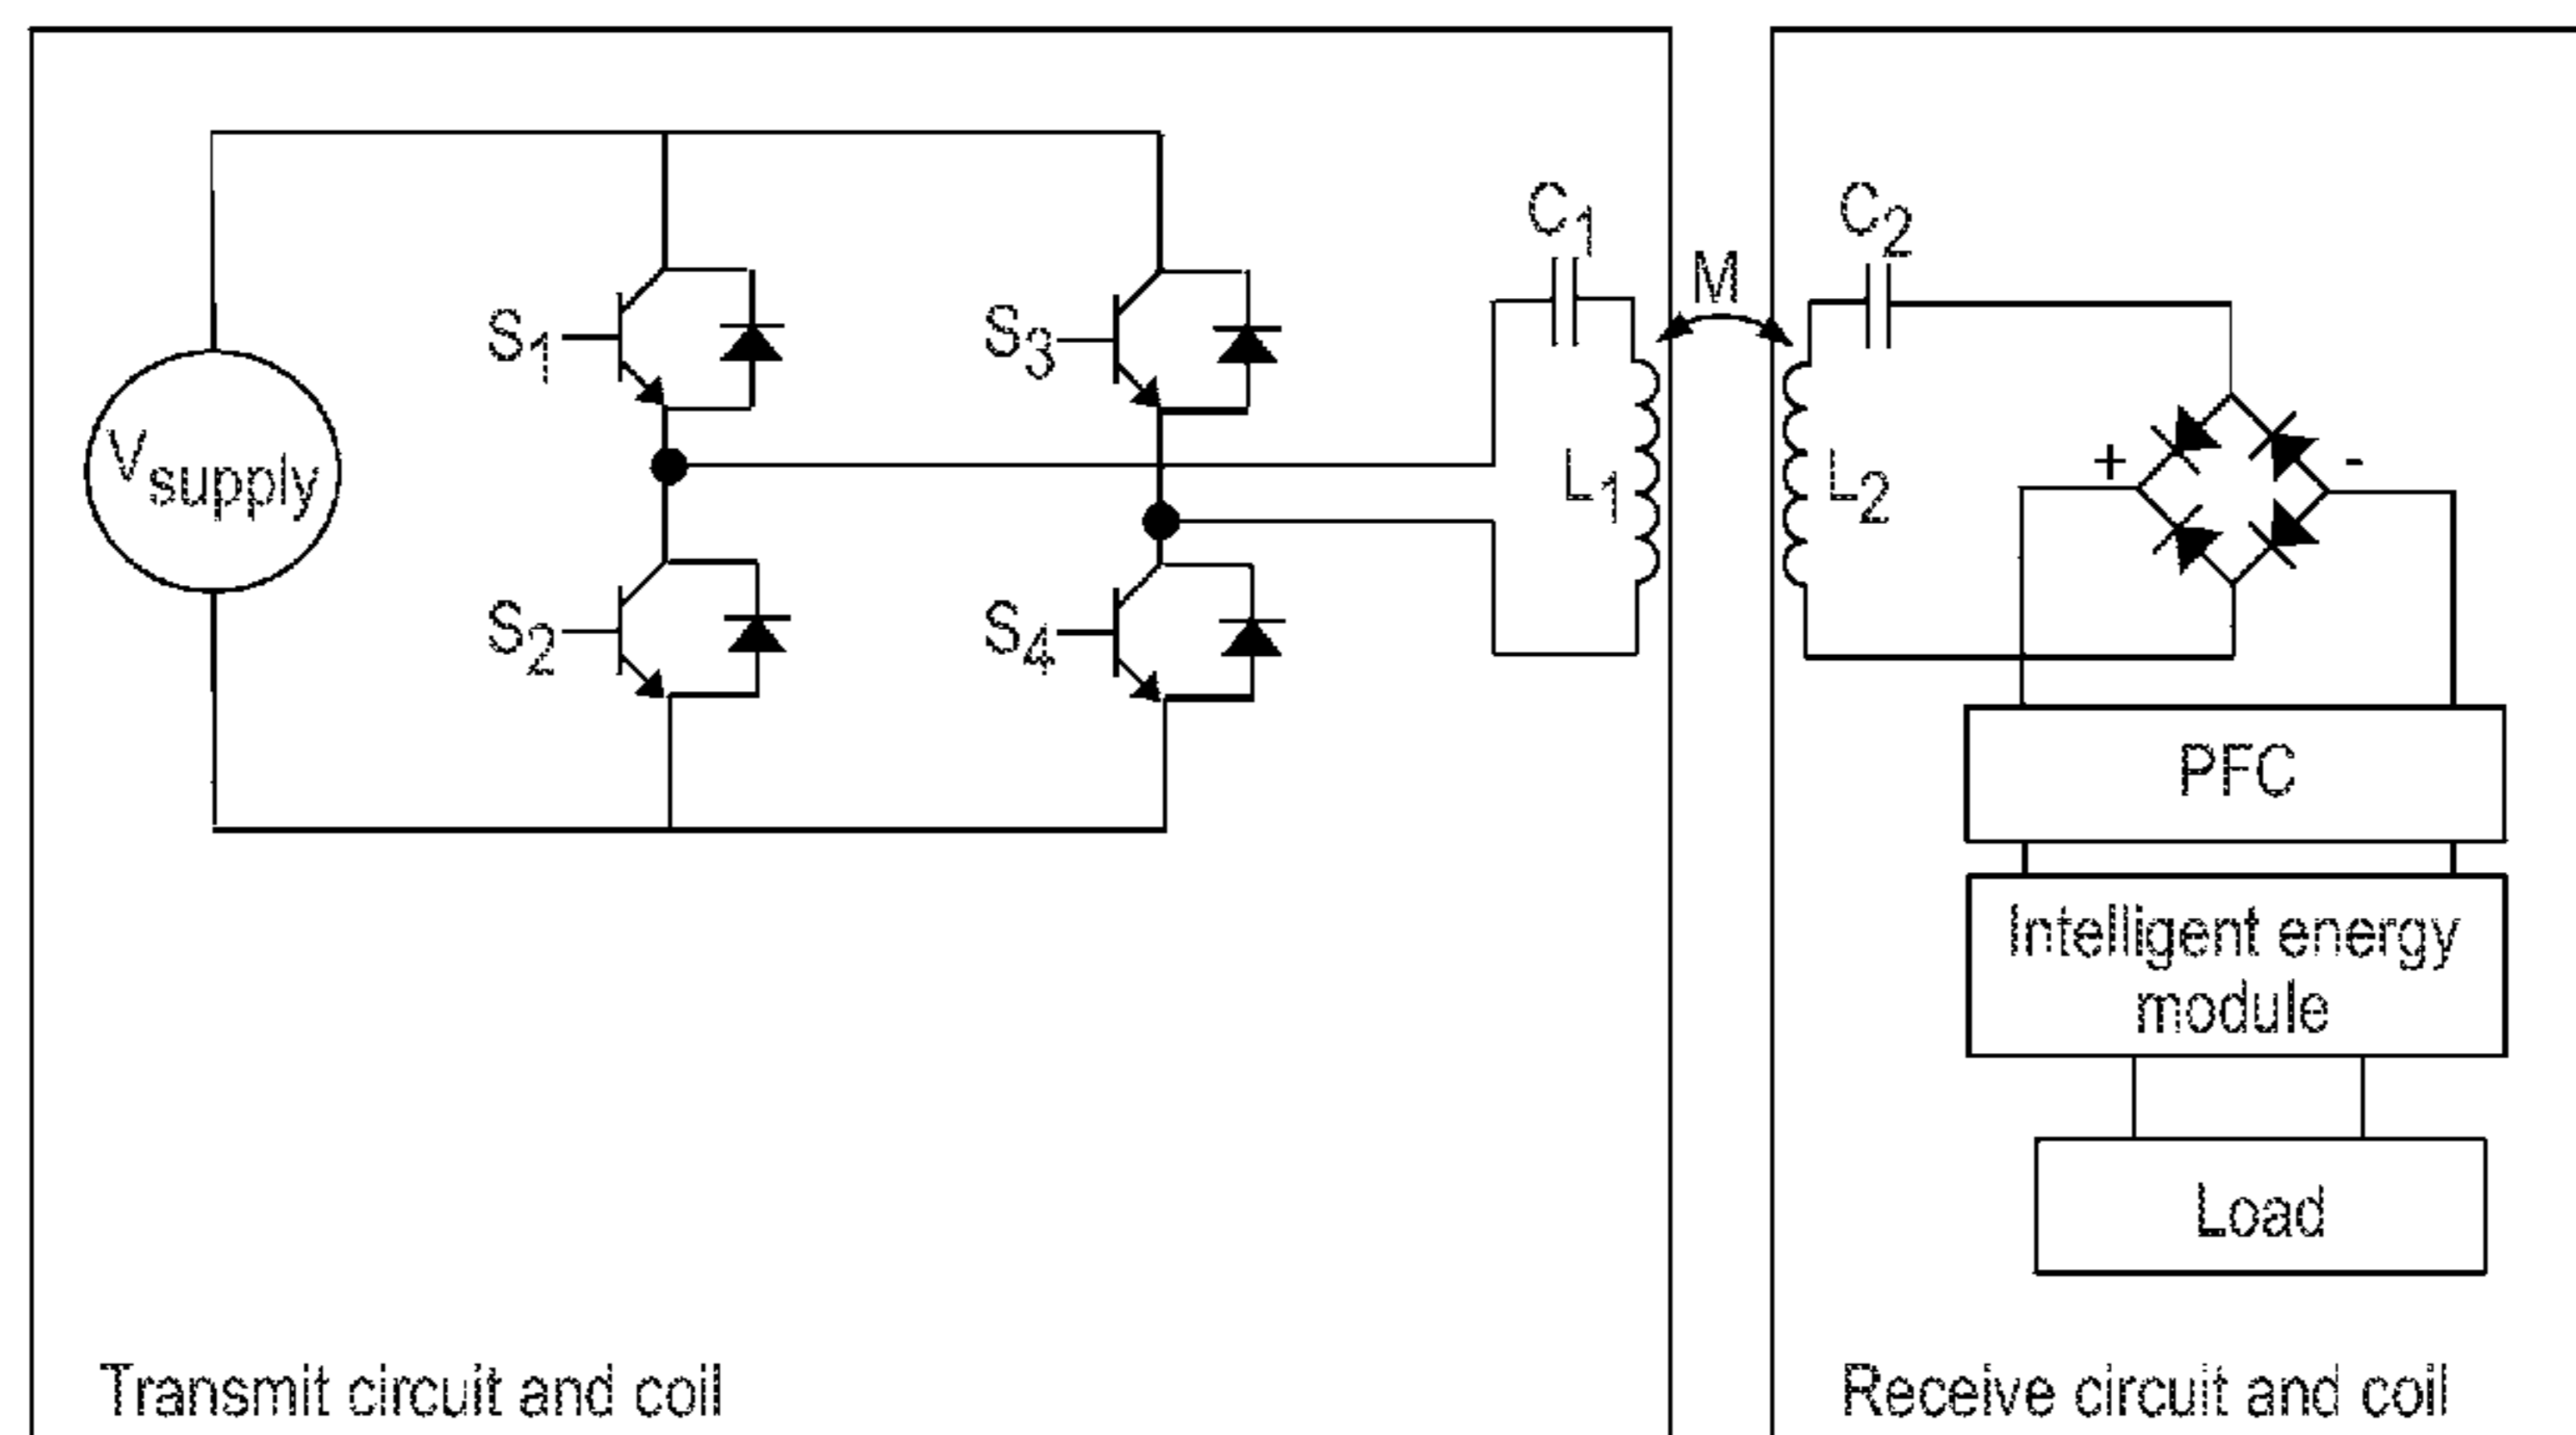 C1
C2
M
S1
S3
Vsupply
L1
L2
+
-
S2
S4
PFC
Intelligent energy
module
Load
Transmit circuit and coil
Receive circuit and coil